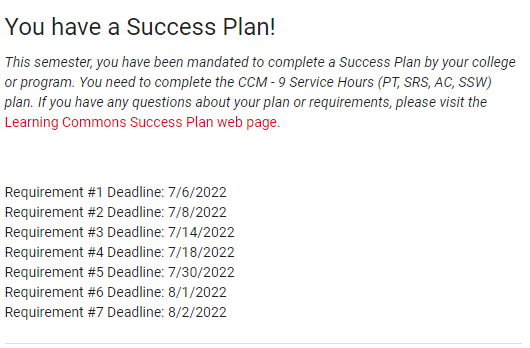 You have a Success Plan!
This semester, you have been mandated to complete a Success Plan by your college
or program. You need to complete the CCM - 9 Service Hours (PT, SRS, AC, SSW)
plan. If you have any questions about your plan or requirements, please visit the
Learning Commons Success Plan web page.
Requirement #1 Deadline: 7/6/2022
Requirement #2 Deadline: 7/8/2022
Requirement #3 Deadline: 7/14/2022
Requirement #4 Deadline: 7/18/2022
Requirement #5 Deadline: 7/30/2022
Requirement #6 Deadline: 8/1/2022
Requirement #7 Deadline: 8/2/2022